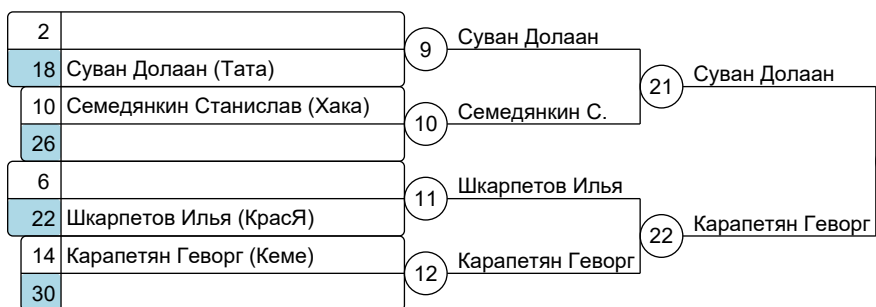 2
18 Суван Долаан (Тата)
10 Семедянкин Станислав (Хака)
26
6
22 Шкарпетов Илья (КрасЯ)
14 Карапетян Геворг (Кеме)
30
9 Суван Долаан
10 Семедянкин С.
11 Шкарпетов Илья
12 Карапетян Геворг
21 Суван Долаан
22 Карапетян Геворг